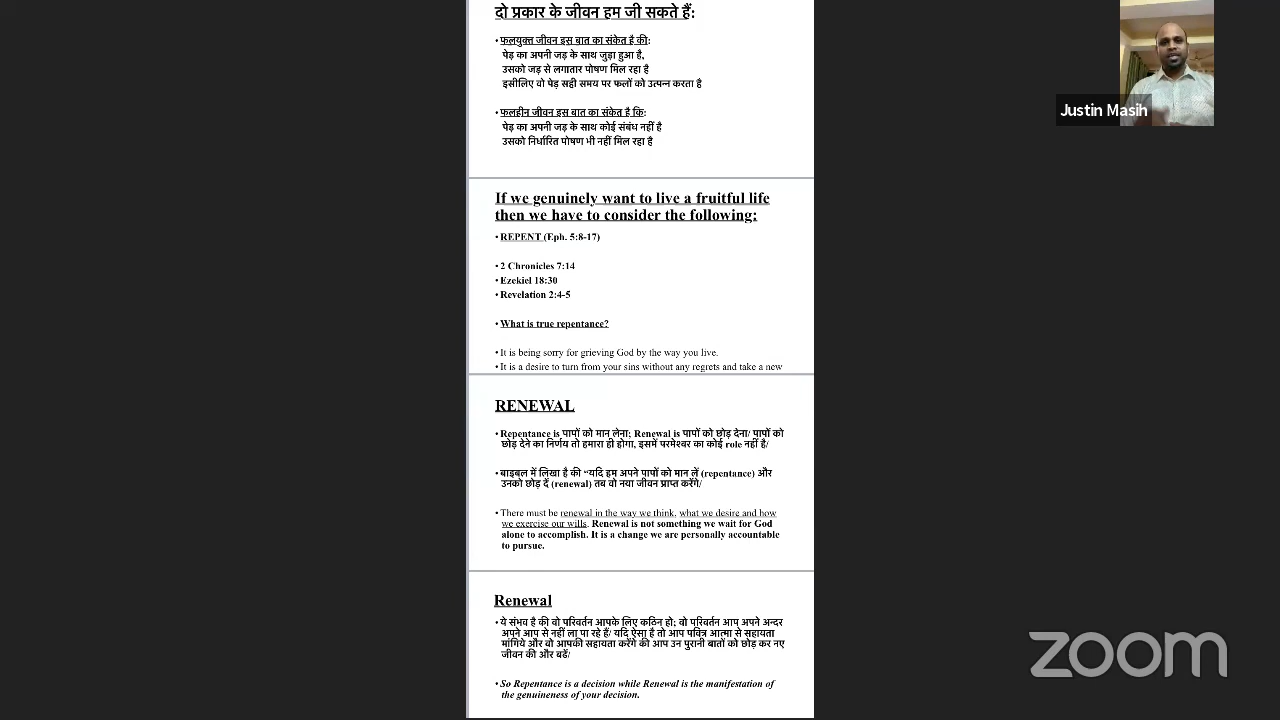 दो प्रकार के जीवन हम जी सकते हैं:
• फलयुक्त जीवन इस बात का संकेत है की:
पेड़ का अपनी जड़ के साथ जुड़ा हुआ है,
उसको जड़ से लगातार पोषण मिल रहा है
इसीलिए वो पेड़ सही समय पर फलों को उत्पन्न करता है
• फलहीन जीवन इस बात का संकेत है कि:
पेड़ का अपनी जड़ के साथ कोई संबंध नहीं है
उसको निर्धारित पोषण भी नहीं मिल रहा है
If we genuinely want to live a fruitful life
then we have to consider the following:
• REPENT (Eph. 5:8-17)
• 2 Chronicles 7:14
• Ezekiel 18:30
• Revelation 2:4-5
• What is true repentance?
• It is being sorry for grieving God by the way you live.
• It is a desire to turn from your sins without any regrets and take a new
RENEWAL
• Repentance is पापों को मान लेना; Renewal is पापों को छोड़ देना/ पापों को
छोड़ देने का निर्णय तो हमारा ही होगा, इसमें परमेश्वर का कोई role नहीं है/
• बाइबल में लिखा है की “यदि हम अपने पापों को मान लें (repentance) और
उनको छोड़ दें (renewal) तब वो नया जीवन प्राप्त करेंगे/
• There must be renewal in the way we think, what we desire and how
we exercise our wills. Renewal is not something we wait for God
alone to accomplish. It is a change we are personally accountable
to pursue.
Renewal
• ये संभव है की वो परिवर्तन आपके लिए कठिन हो; वो परिवर्तन आप अपने अन्दर
अपने आप से नहीं ला पा रहे हैं/ यदि ऐसा है तो आप पवित्र आत्मा से सहायता
मांगिये और वो आपकी सहायता करेंगे की आप उन पुरानी बातों को छोड़ कर नए
जीवन की और बढें/
• So Repentance is a decision while Renewal is the manifestation of
the genuineness of your decision.
Justin Masih
zoom